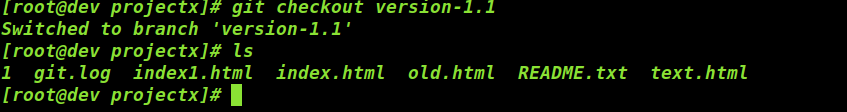 [root@dev projectx]# git checkout version-1.1
Switched to branch 'version-1.1'
[root@dev projectx]# ls
1  git.log  index1.html  index.html  old.html  README.txt  text.html
[root@dev projectx]#